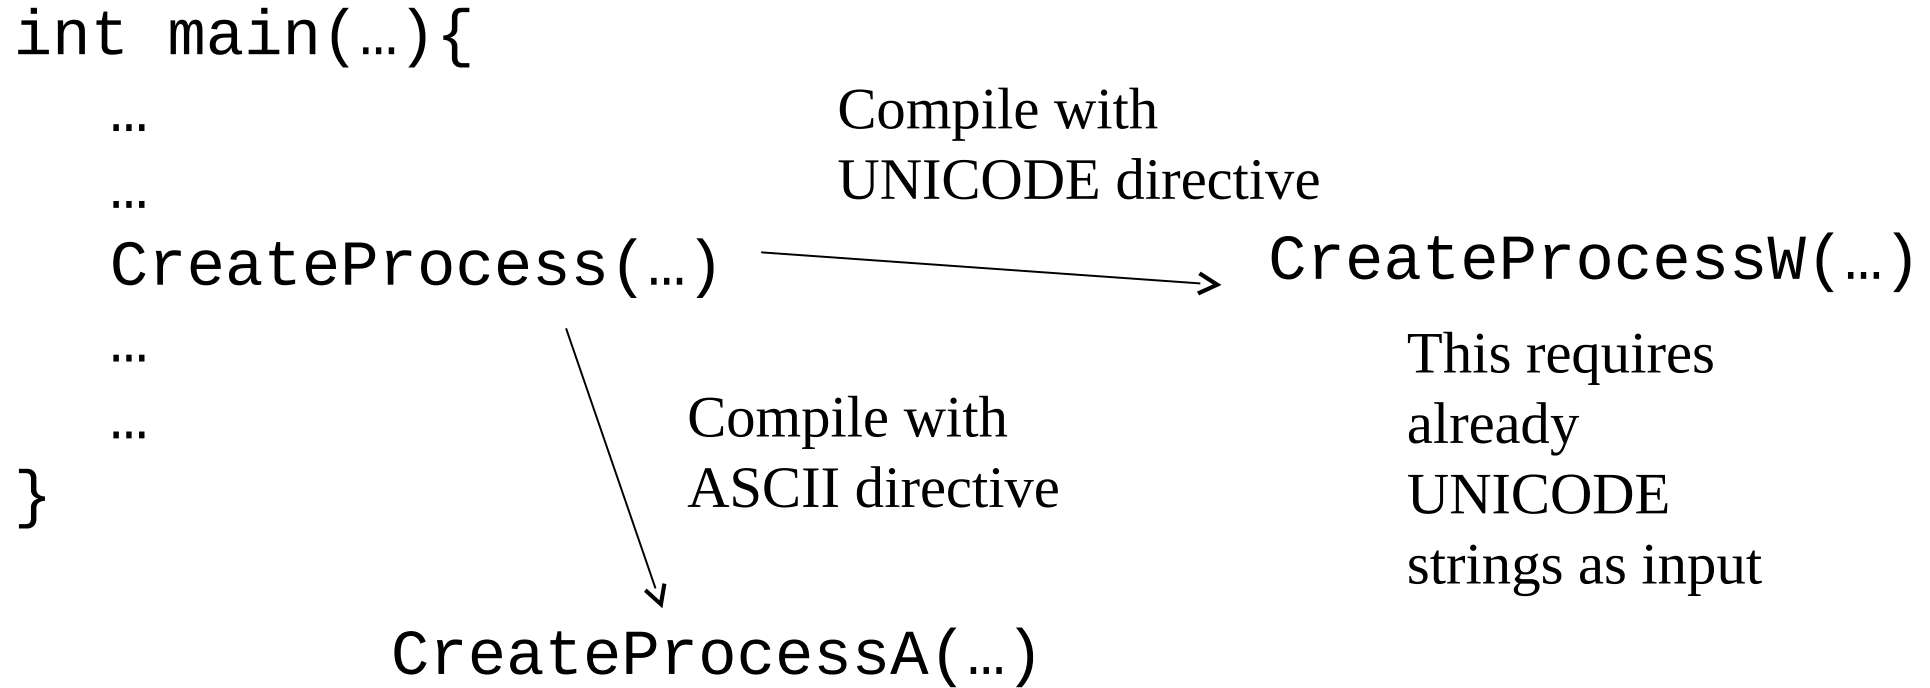 int main(…){
…
…
CreateProcess(…)
…
…
}
Compile with
UNICODE directive
CreateProcessW(…)
This requires
already
UNICODE
strings as input
Compile with
ASCII directive
CreateProcessA(…)